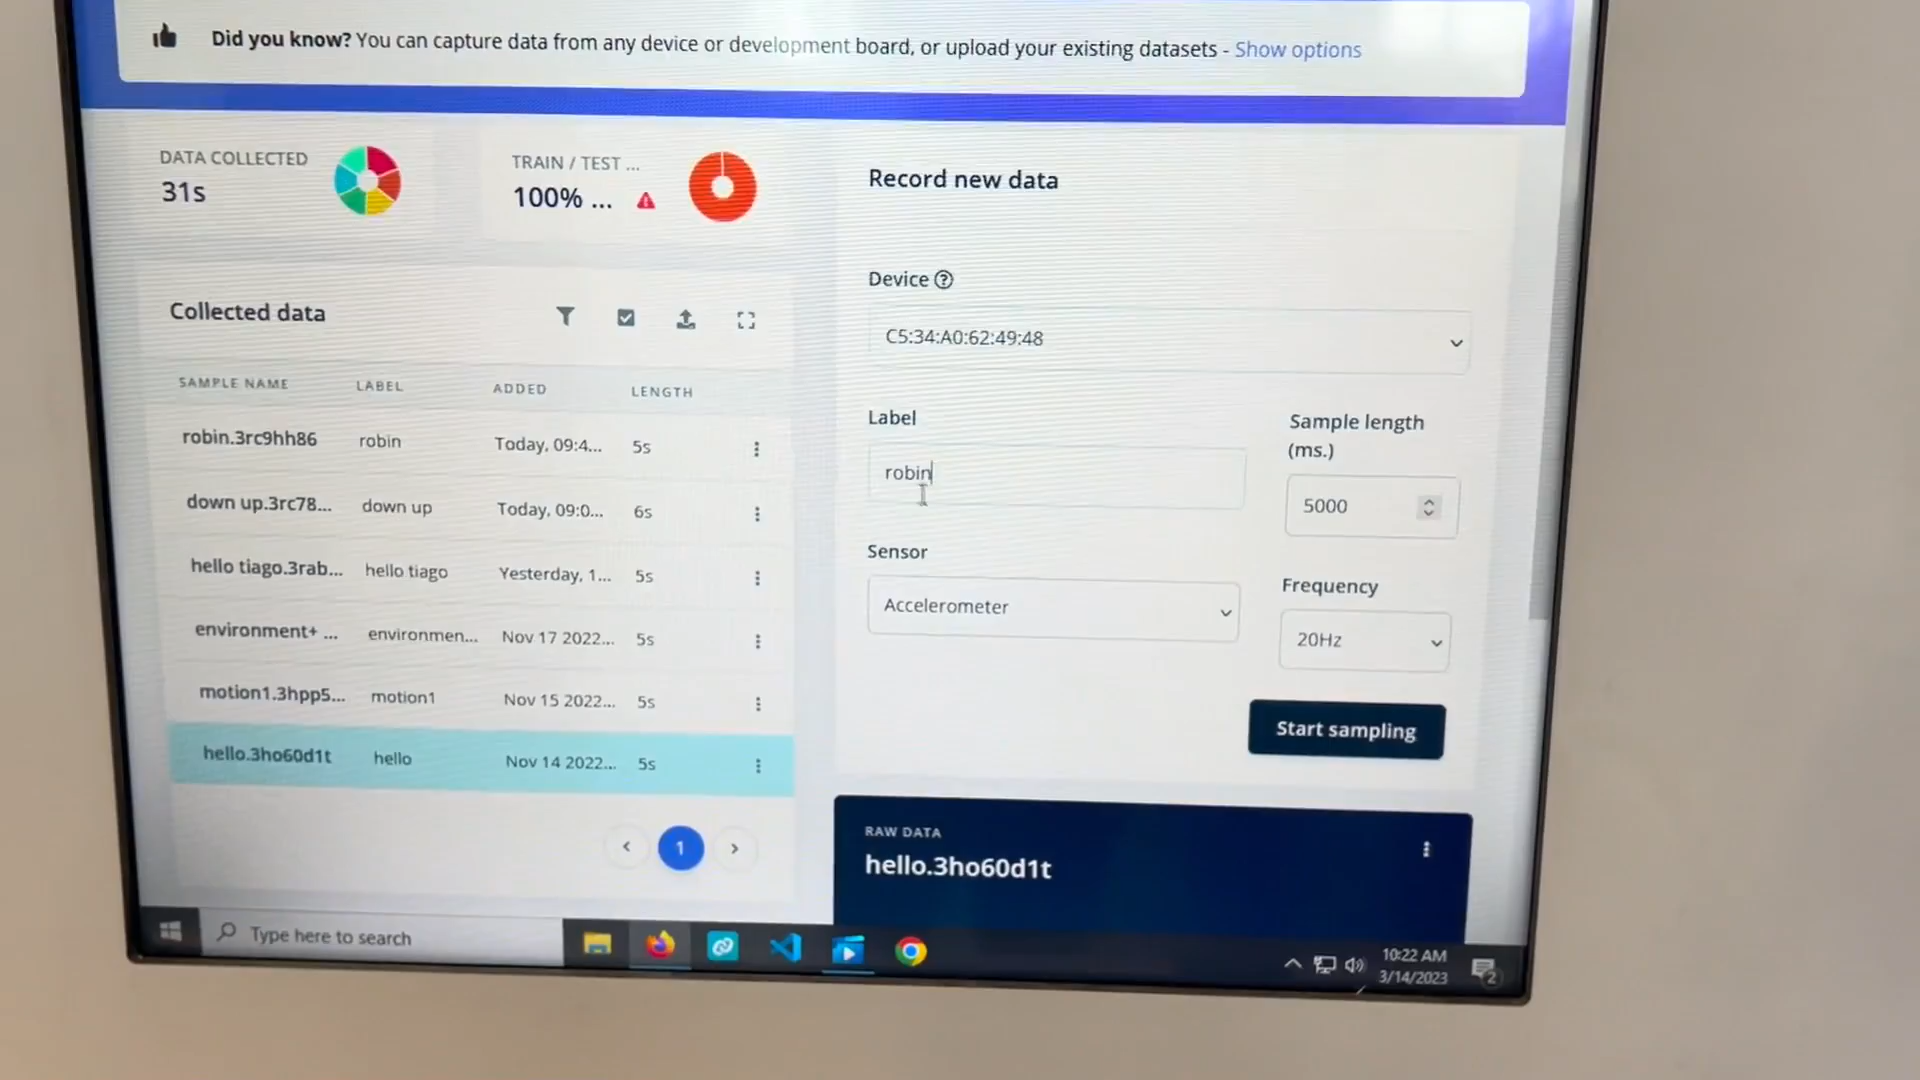 Did you know? You can capture data from any device or development board, or upload your existing datasets - Show options
DATA COLLECTED
31s
TRAIN / TEST ...
100% ...
Collected data
SAMPLE NAME LABEL ADDED LENGTH
robin.3rc9hh86 robin Today, 09:4... 5s
down up.3rc78... down up Today, 09:0... 6s
hello tiago.3rab... hello tiago Yesterday, 1... 5s
environment+ ... environmen... Nov 17 2022... 5s
motion1.3hpp5... motion1 Nov 15 2022... 5s
hello.3ho60d1t hello Nov 14 2022... 5s
1
Record new data
Device
C5:34:A0:62:49:48
Label
robin
Sample length
(ms.)
5000
Sensor
Accelerometer
Frequency
20Hz
Start sampling
RAW DATA
hello.3ho60d1t
Type here to search
10:22 AM
3/14/2023
2